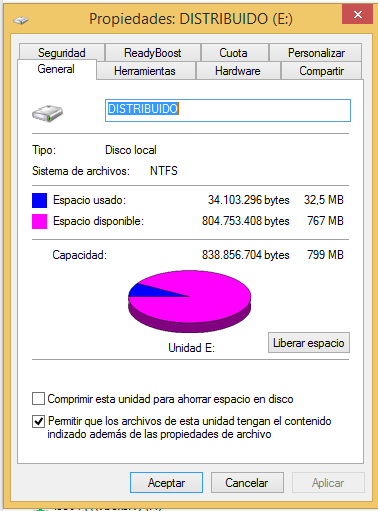 Propiedades: DISTRIBUIDO (E:)
Seguridad ReadyBoost Cuota Personalizar
General Herramientas Hardware Compartir
DISTRIBUIDO
Tipo: Disco local
Sistema de archivos: NTFS
Espacio usado: 34.103.296 bytes 32,5 MB
Espacio disponible: 804.753.408 bytes 767 MB
Capacidad: 838.856.704 bytes 799 MB
Unidad E: Liberar espacio
Comprimir esta unidad para ahorrar espacio en disco
Permitir que los archivos de esta unidad tengan el contenido
indizado además de las propiedades de archivo
Aceptar Cancelar Aplicar